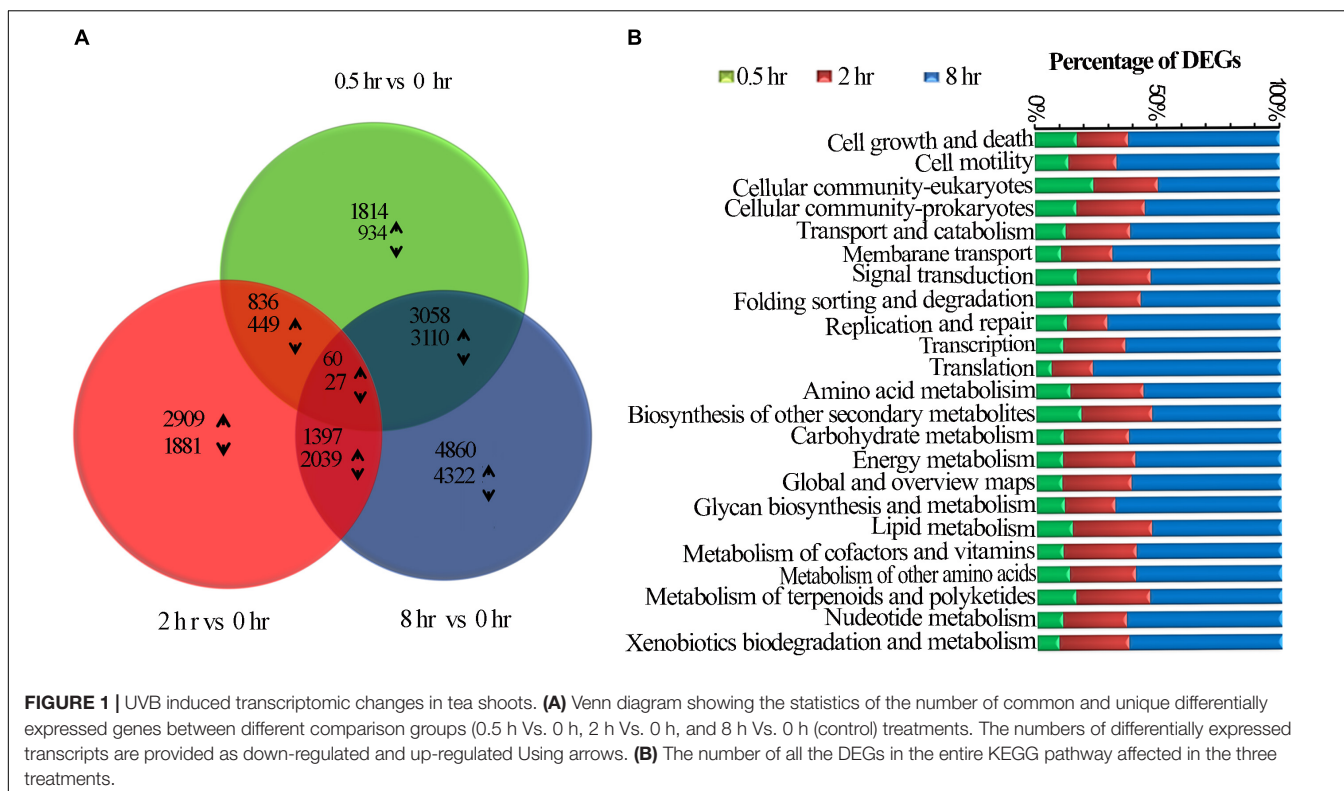 A
0.5 hr vs 0 hr
1814
934
836
449
3058
3110
60
27
2909
1881
1397
2039
4860
4322
2 h r vs 0 hr
8 hr vs 0 hr
B
0.5 hr
2 hr
8 hr
Percentage of DEGs
0%
50%
100%
Cell growth and death
Cell motility
Cellular community-eukaryotes
Cellular community-prokaryotes
Transport and catabolism
Membarane transport
Signal transduction
Folding sorting and degradation
Replication and repair
Transcription
Translation
Amino acid metabolisim
Biosynthesis of other secondary metabolites
Carbohydrate metabolism
Energy metabolism
Global and overview maps
Glycan biosynthesis and metabolism
Lipid metabolism
Metabolism of cofactors and vitamins
Metabolism of other amino acids
Metabolism of terpenoids and polyketides
Nudeotide metabolism
Xenobiotics biodegradation and metabolism
FIGURE 1 | UVB induced transcriptomic changes in tea shoots. (A) Venn diagram showing the statistics of the number of common and unique differentially
expressed genes between different comparison groups (0.5 h Vs. 0 h, 2 h Vs. 0 h, and 8 h Vs. 0 h (control) treatments. The numbers of differentially expressed
transcripts are provided as down-regulated and up-regulated Using arrows. (B) The number of all the DEGs in the entire KEGG pathway affected in the three
treatments.